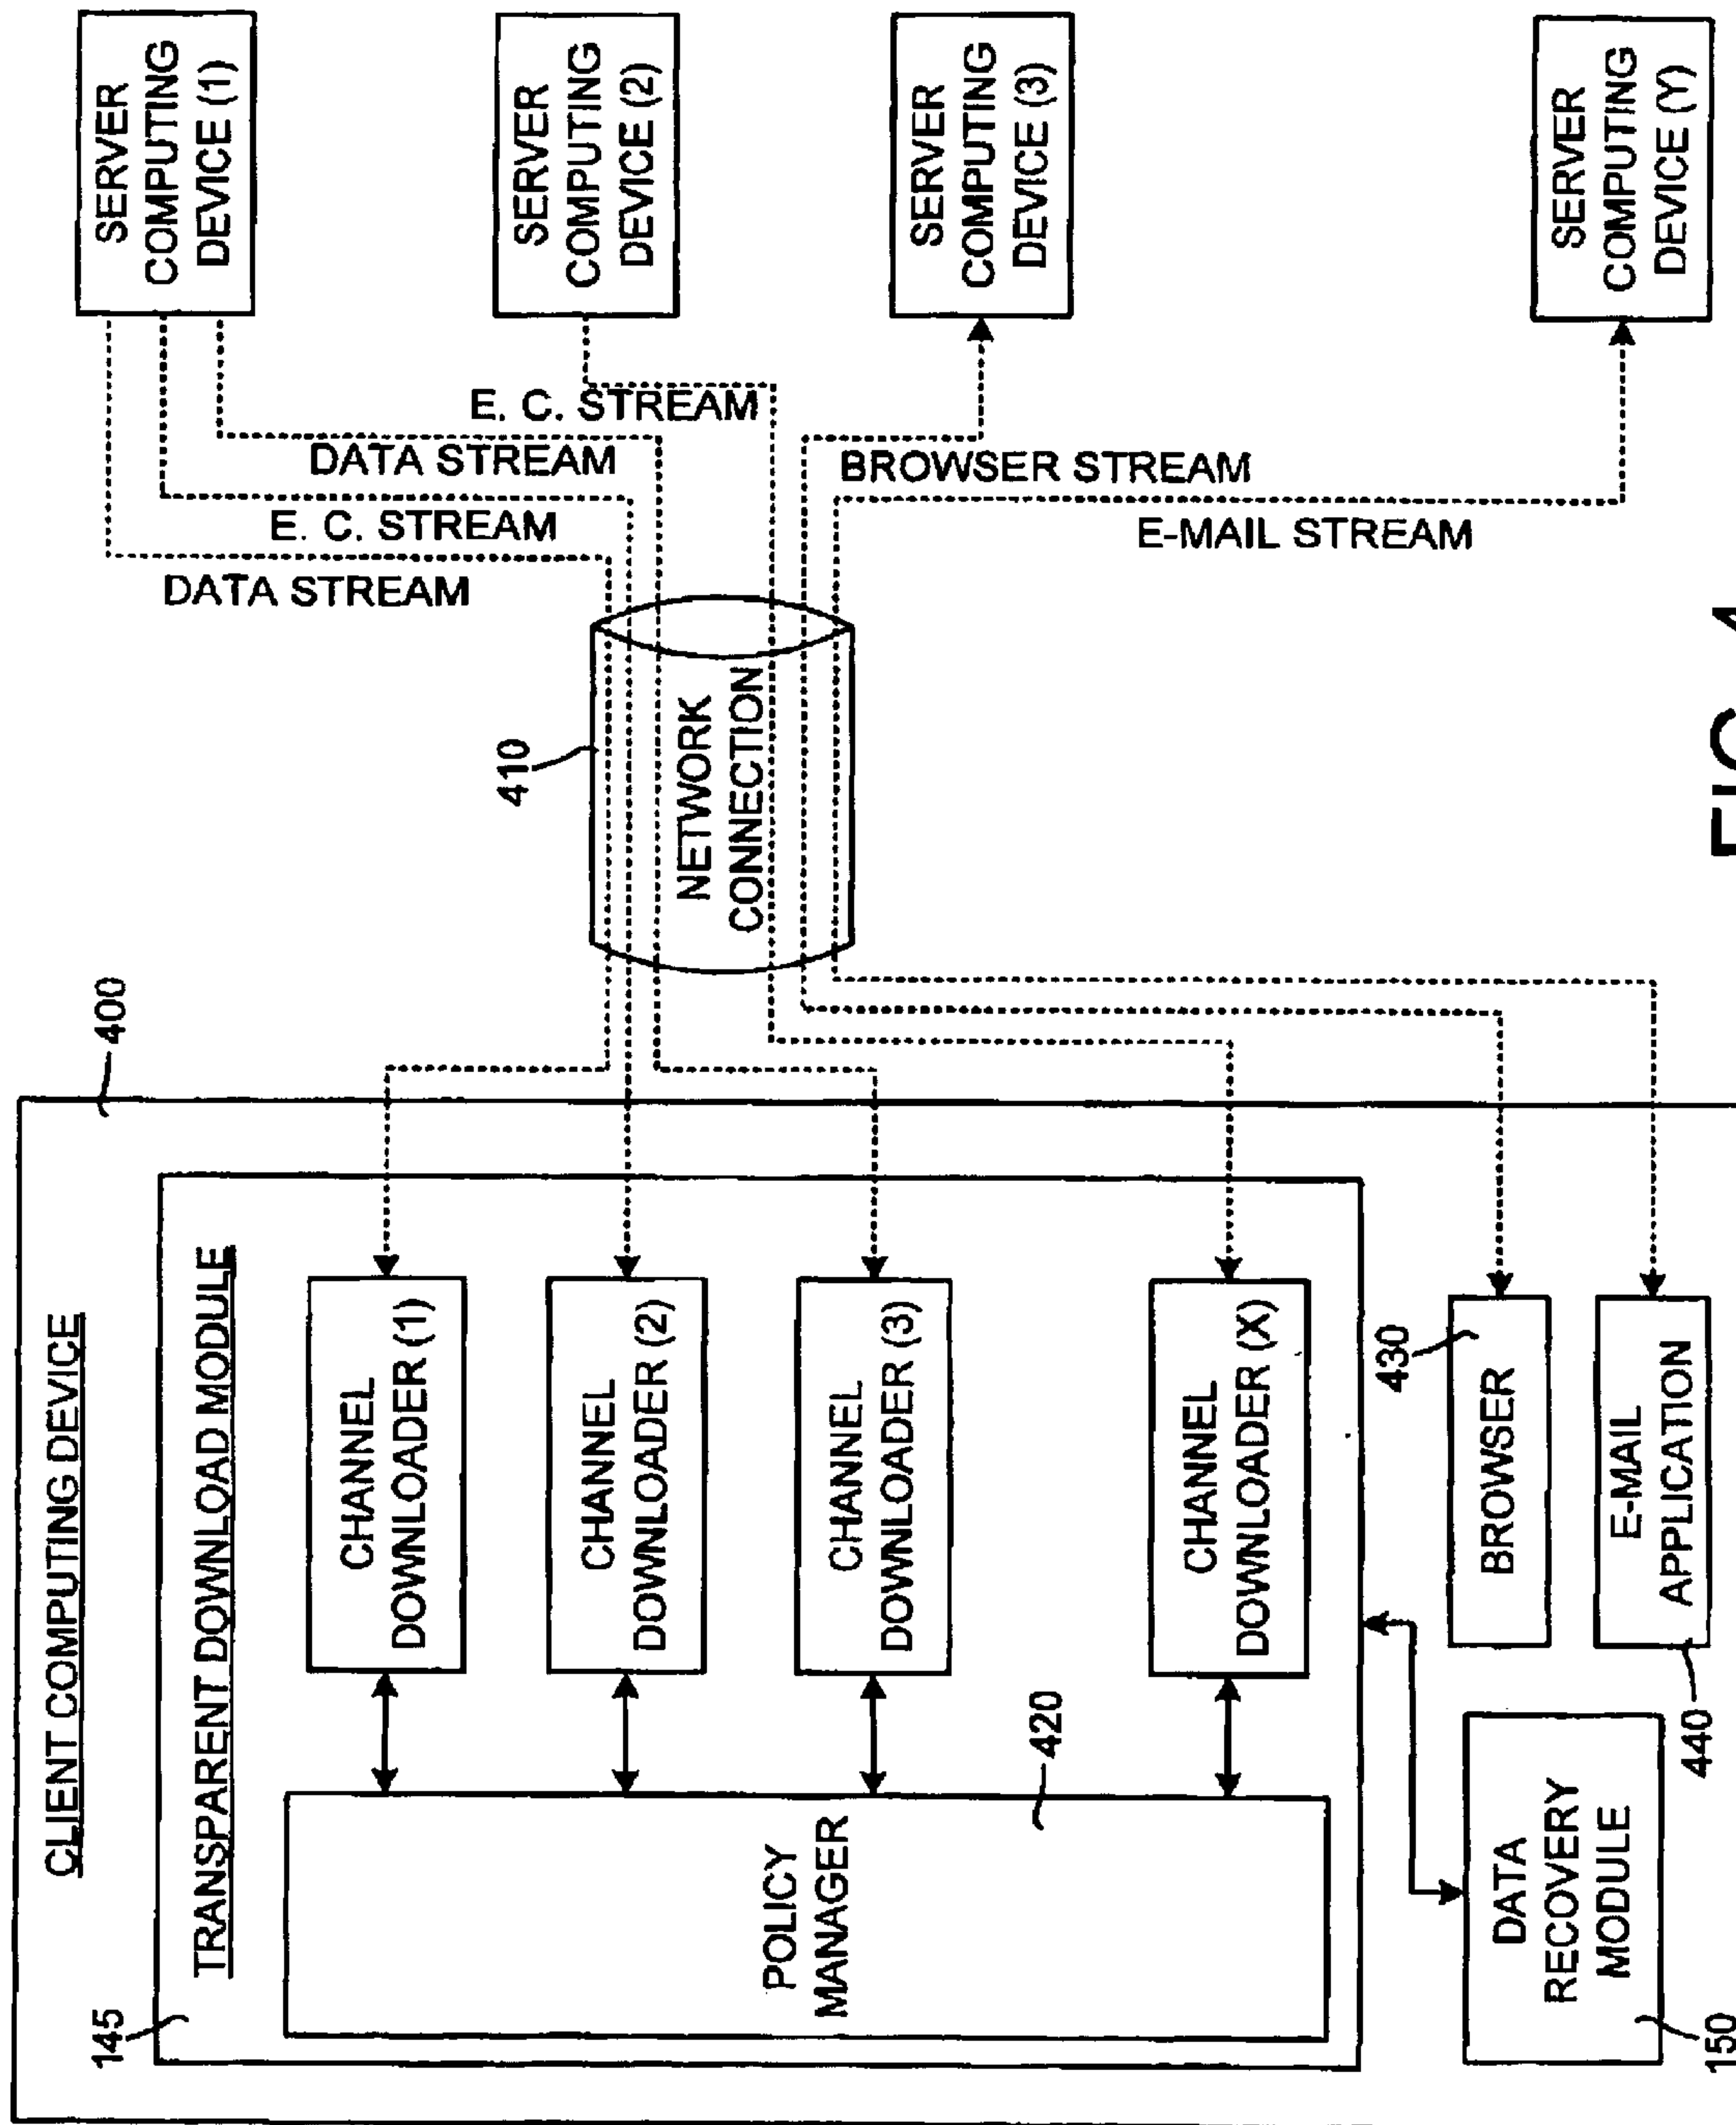 CLIENT COMPUTING DEVICE
400
145
TRANSPARENT DOWNLOAD MODULE
POLICY
MANAGER
420
CHANNEL
DOWNLOADER (1)
CHANNEL
DOWNLOADER (2)
CHANNEL
DOWNLOADER (3)
CHANNEL
DOWNLOADER (X)
DATA
RECOVERY
MODULE
150
BROWSER
430
E-MAIL
APPLICATION
440
410
NETWORK
CONNECTION
DATA STREAM
E. C. STREAM
DATA STREAM
E. C. STREAM
BROWSER STREAM
E-MAIL STREAM
SERVER
COMPUTING
DEVICE (1)
SERVER
COMPUTING
DEVICE (2)
SERVER
COMPUTING
DEVICE (3)
SERVER
COMPUTING
DEVICE (Y)